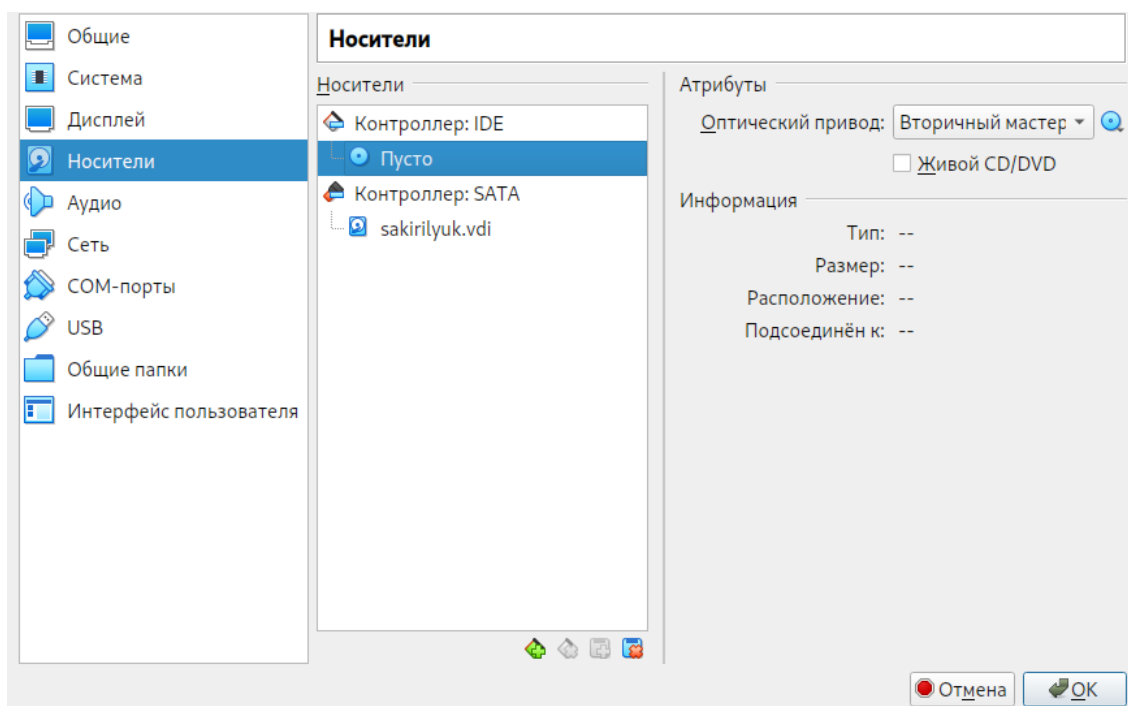 Общие
Система
Дисплей
Носители
Аудио
Сеть
COM-порты
USB
Общие папки
Интерфейс пользователя
Носители
Носители
Контроллер: IDE
Пусто
Контроллер: SATA
sakirilyuk.vdi
Атрибуты
Оптический привод: Вторичный мастер
Живой CD/DVD
Информация
Тип: --
Размер: --
Расположение: --
Подсоединён к: --
Отмена
OK